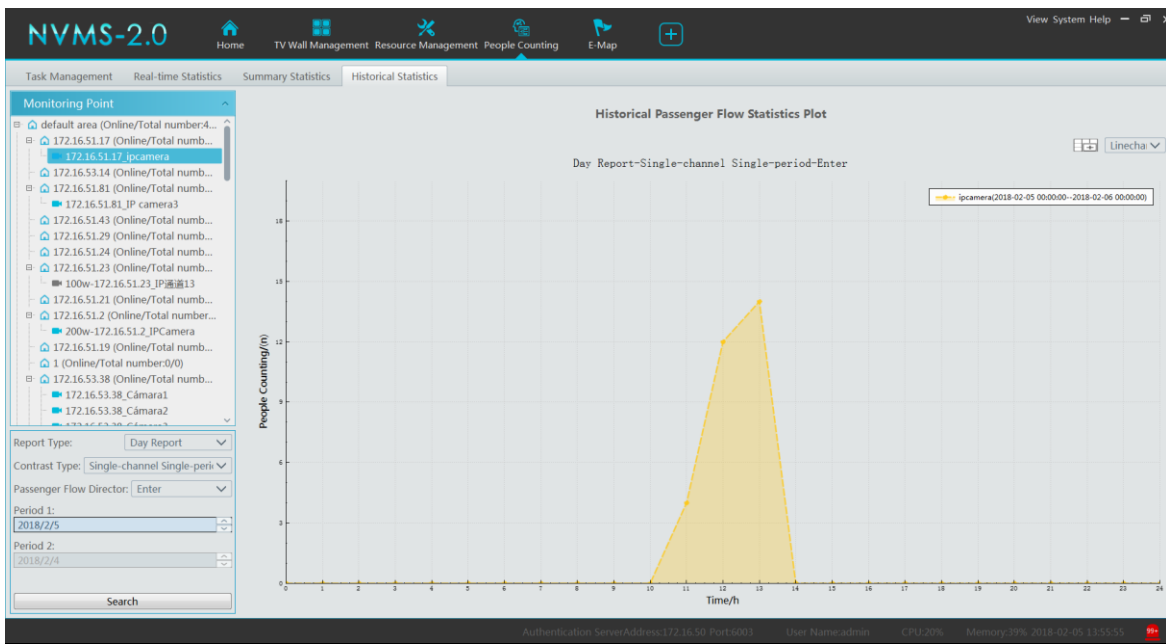 NVMS-2.0
Home
TV Wall Management
Resource Management
People Counting
E-Map
View System Help
Task Management
Real-time Statistics
Summary Statistics
Historical Statistics
Monitoring Point
default area (Online/Total number:4...
172.16.51.17 (Online/Total numb...
172.16.51.17_ipcamera
172.16.53.14 (Online/Total numb...
172.16.51.81 (Online/Total numb...
172.16.51.81_IP camera3
172.16.51.43 (Online/Total numb...
172.16.51.29 (Online/Total numb...
172.16.51.24 (Online/Total numb...
172.16.51.23 (Online/Total numb...
100w-172.16.51.23_IP通道13
172.16.51.21 (Online/Total numb...
172.16.51.2 (Online/Total number...
200w-172.16.51.2_IPCamera
172.16.51.19 (Online/Total numb...
1 (Online/Total number:0/0)
172.16.53.38 (Online/Total numb...
172.16.53.38_Cámara1
172.16.53.38_Cámara2
Report Type: Day Report
Contrast Type: Single-channel Single-peri
Passenger Flow Director: Enter
Period 1:
2018/2/5
Period 2:
2018/2/4
Search
Historical Passenger Flow Statistics Plot
Linechar
Day Report-Single-channel Single-period-Enter
ipcamera(2018-02-05 00:00:00--2018-02-06 00:00:00)
People Counting/(n)
18
15
12
9
6
3
0
0 1 2 3 4 5 6 7 8 9 10 11 12 13 14 15 16 17 18 19 20 21 22 23 24
Time/h
Authentication ServerAddress:172.16.50 Port:6003 User Name:admin CPU:20% Memory:39% 2018-02-05 13:55:55 99+